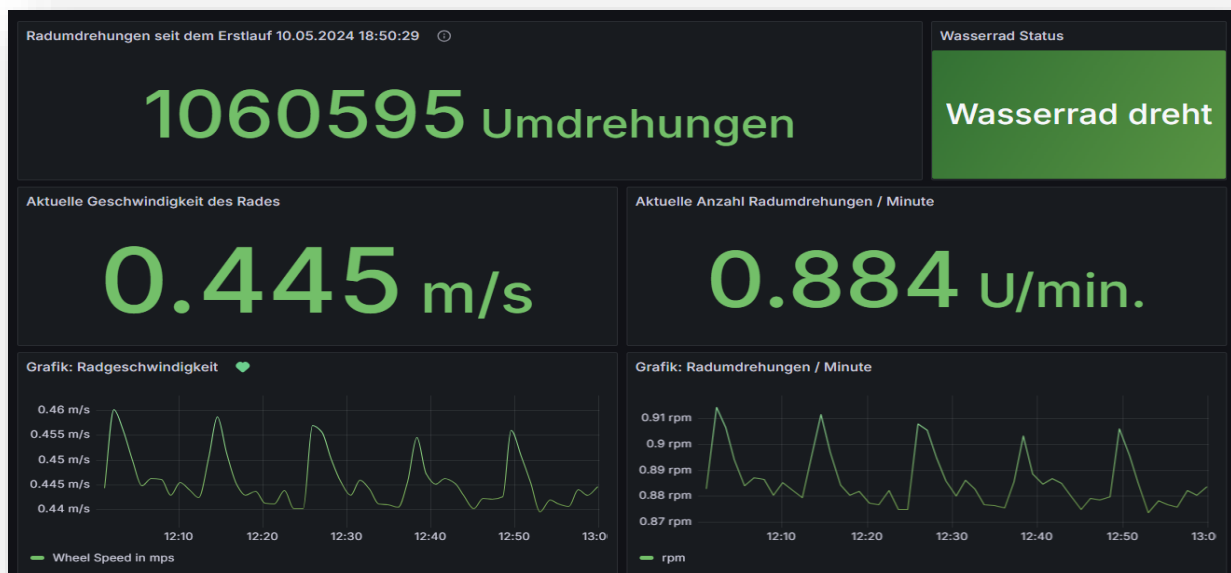 Radumdrehungen seit dem Erstlauf 10.05.2024 18:50:29
1060595 Umdrehungen
Wasserrad Status
Wasserrad dreht
Aktuelle Geschwindigkeit des Rades
0.445 m/s
Aktuelle Anzahl Radumdrehungen / Minute
0.884 U/min.
Grafik: Radgeschwindigkeit
0.46 m/s
0.455 m/s
0.45 m/s
0.445 m/s
0.44 m/s
12:10 12:20 12:30 12:40 12:50 13:0
Wheel Speed in mps
Grafik: Radumdrehungen / Minute
0.91 rpm
0.9 rpm
0.89 rpm
0.88 rpm
0.87 rpm
12:10 12:20 12:30 12:40 12:50 13:0
rpm